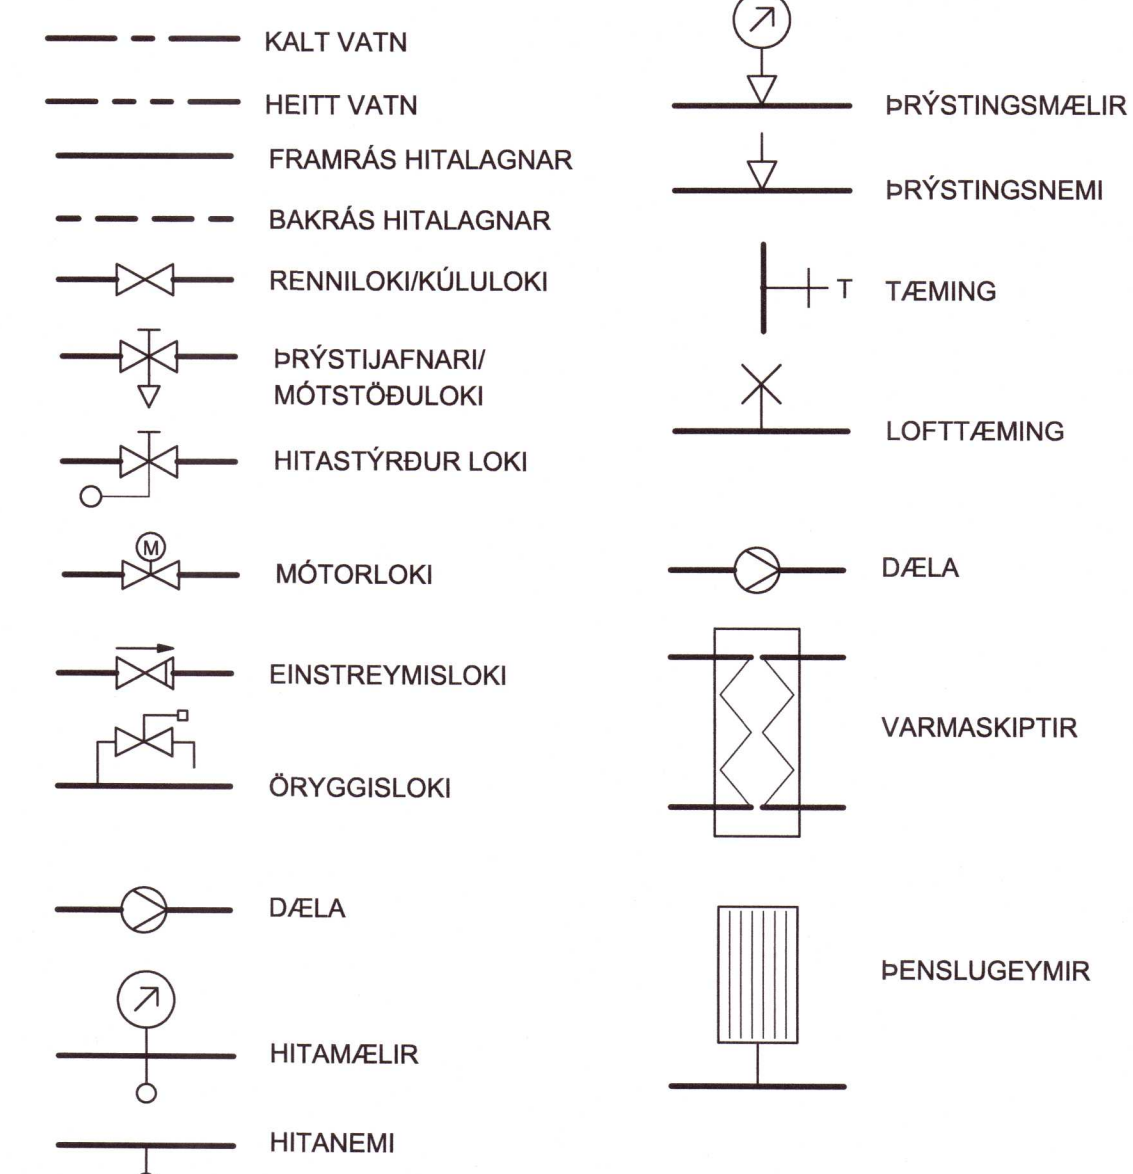 KALT VATN
HEITT VATN
FRAMRÁS HITALAGNAR
BAKRÁS HITALAGNAR
RENNILOKI/KÚLULOKI
ÞRÝSTIJAFNARI/
MÓTSTÖÐULOKI
HITASTÝRÐUR LOKI
M
MÓTORLOKI
EINSTREYMISLOKI
ÖRYGGISLOKI
DÆLA
HITAMÆLIR
HITANEMI
ÞRÝSTINGSMÆLIR
ÞRÝSTINGSNEMI
T
TÆMING
LOFTTÆMING
DÆLA
VARMASKIPTIR
ÞENSLUGEYMIR